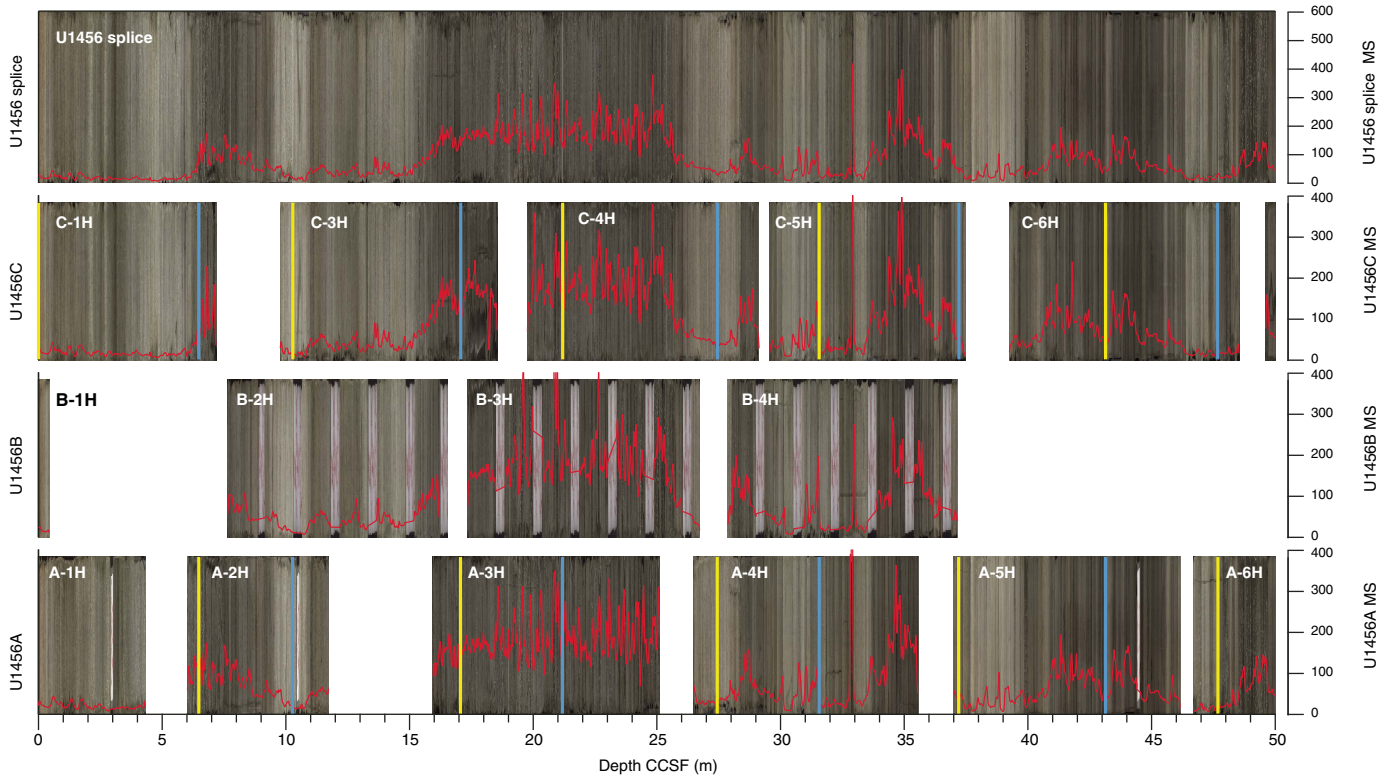 U1456 splice
U1456 splice
600
500
400
300
200
100
0
U1456 splice MS
U1456C
C-1H
C-3H
C-4H
C-5H
C-6H
400
300
200
100
0
U1456C MS
U1456B
B-1H
B-2H
B-3H
B-4H
400
300
200
100
0
U1456B MS
U1456A
A-1H
A-2H
A-3H
A-4H
A-5H
A-6H
400
300
200
100
0
U1456A MS
0 5 10 15 20 25 30 35 40 45 50
Depth CCSF (m)